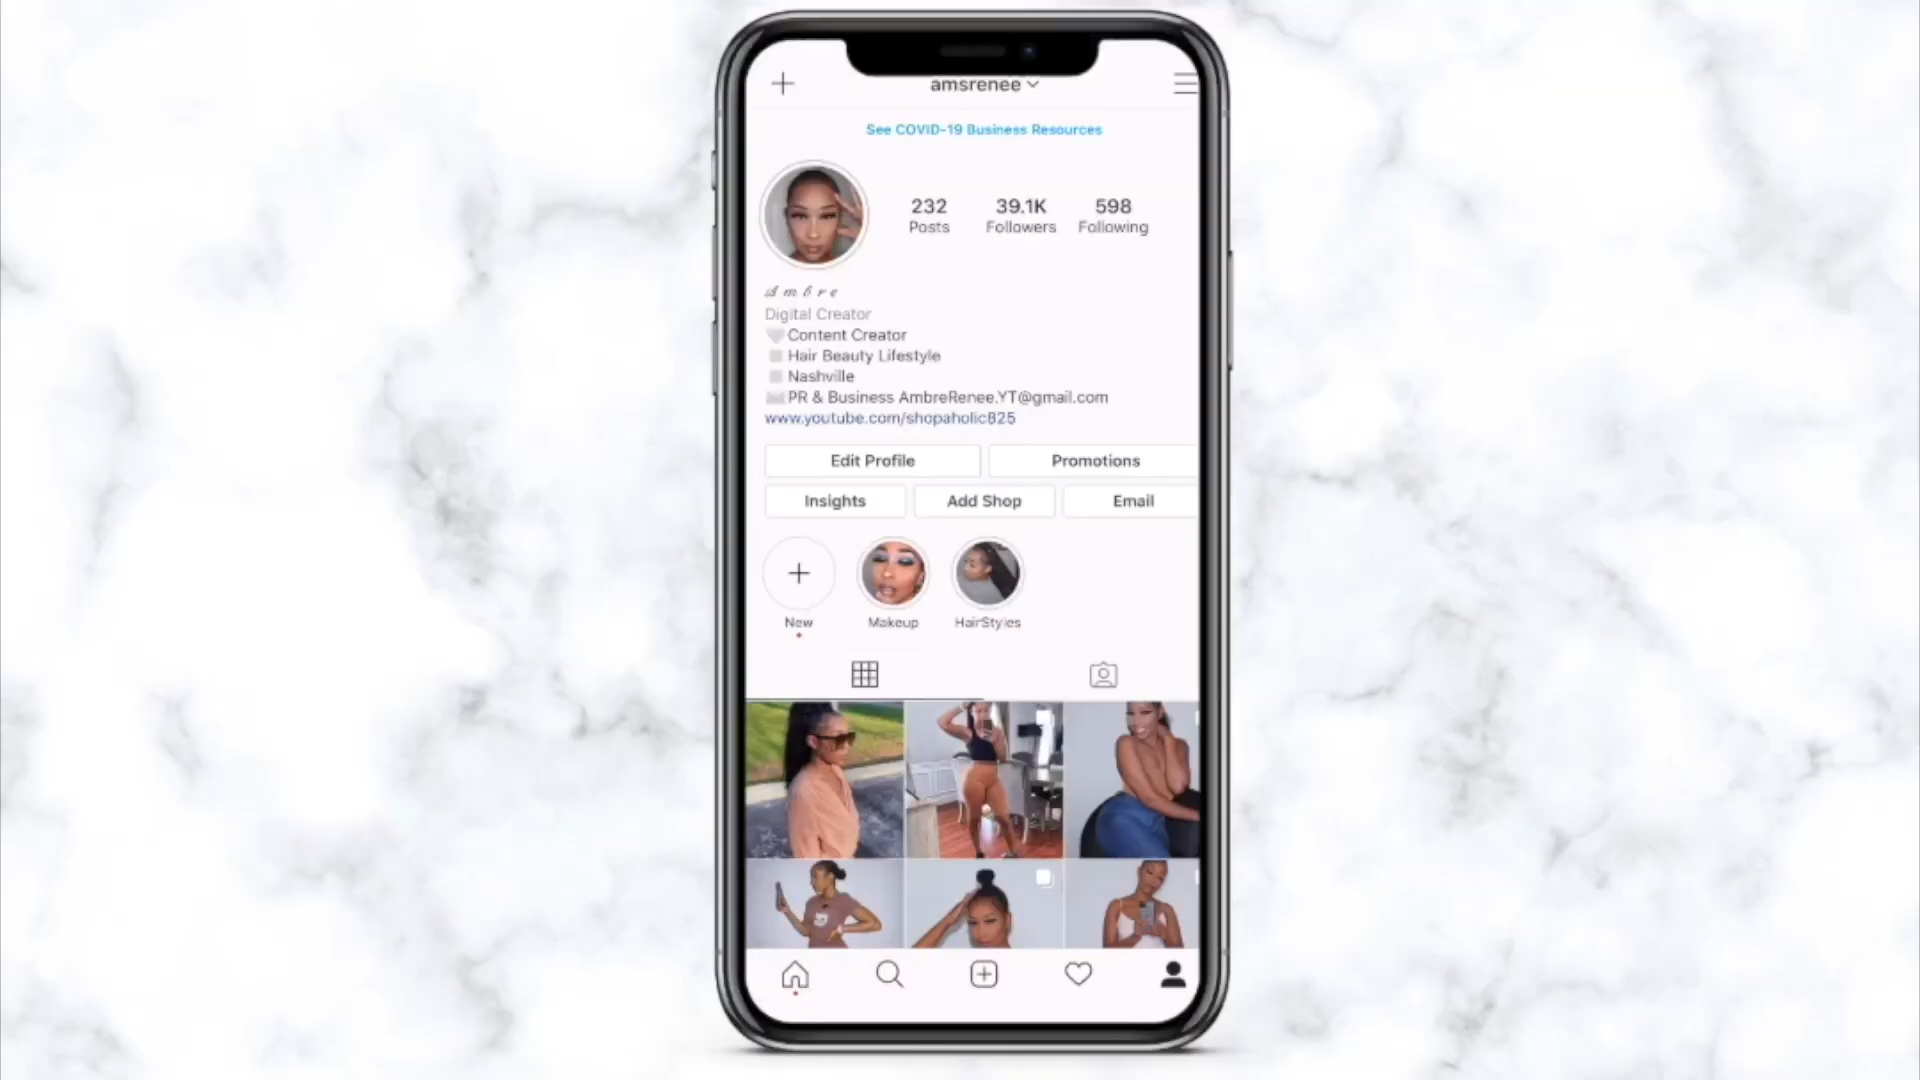 amsrenee
See COVID-19 Business Resources
232 39.1K 598
Posts Followers Following
𝒜 𝓂 𝒷 𝓇 ℯ
Digital Creator
Content Creator
Hair Beauty Lifestyle
Nashville
PR & Business AmbreRenee.YT@gmail.com
www.youtube.com/shopaholic825
Edit Profile Promotions
Insights Add Shop Email
New Makeup HairStyles